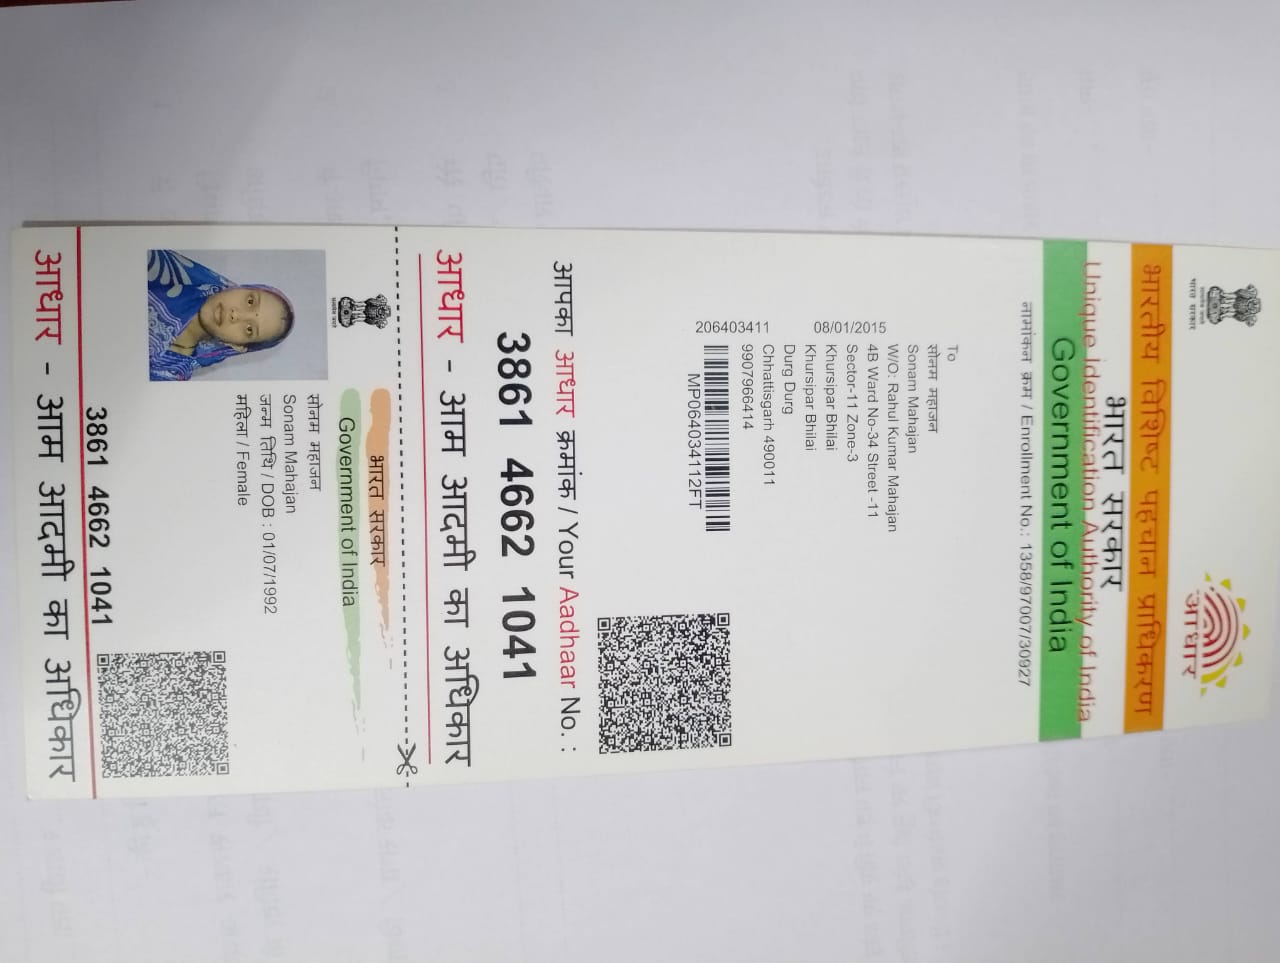 भारत सरकार
आधार
भारतीय विशिष्ट पहचान प्राधिकरण
भारत सरकार
Unique Identification Authority of India
Government of India
नामांकन क्रम / Enrollment No.: 1358/97007/30927
To
सोनम महाजन
Sonam Mahajan
W/O: Rahul Kumar Mahajan
4B Ward No-34 Street -11
Sector-11 Zone-3
Khursipar Bhilai
Khursipar Bhilai
Durg Durg
Chhattisgarh 490011
9907966414
08/01/2015
206403411
MP064034112FT
आपका आधार क्रमांक / Your Aadhaar No. :
3861 4662 1041
आधार - आम आदमी का अधिकार
भारत सरकार
Government of India
सोनम महाजन
Sonam Mahajan
जन्म तिथि / DOB : 01/07/1992
महिला / Female
3861 4662 1041
आधार - आम आदमी का अधिकार